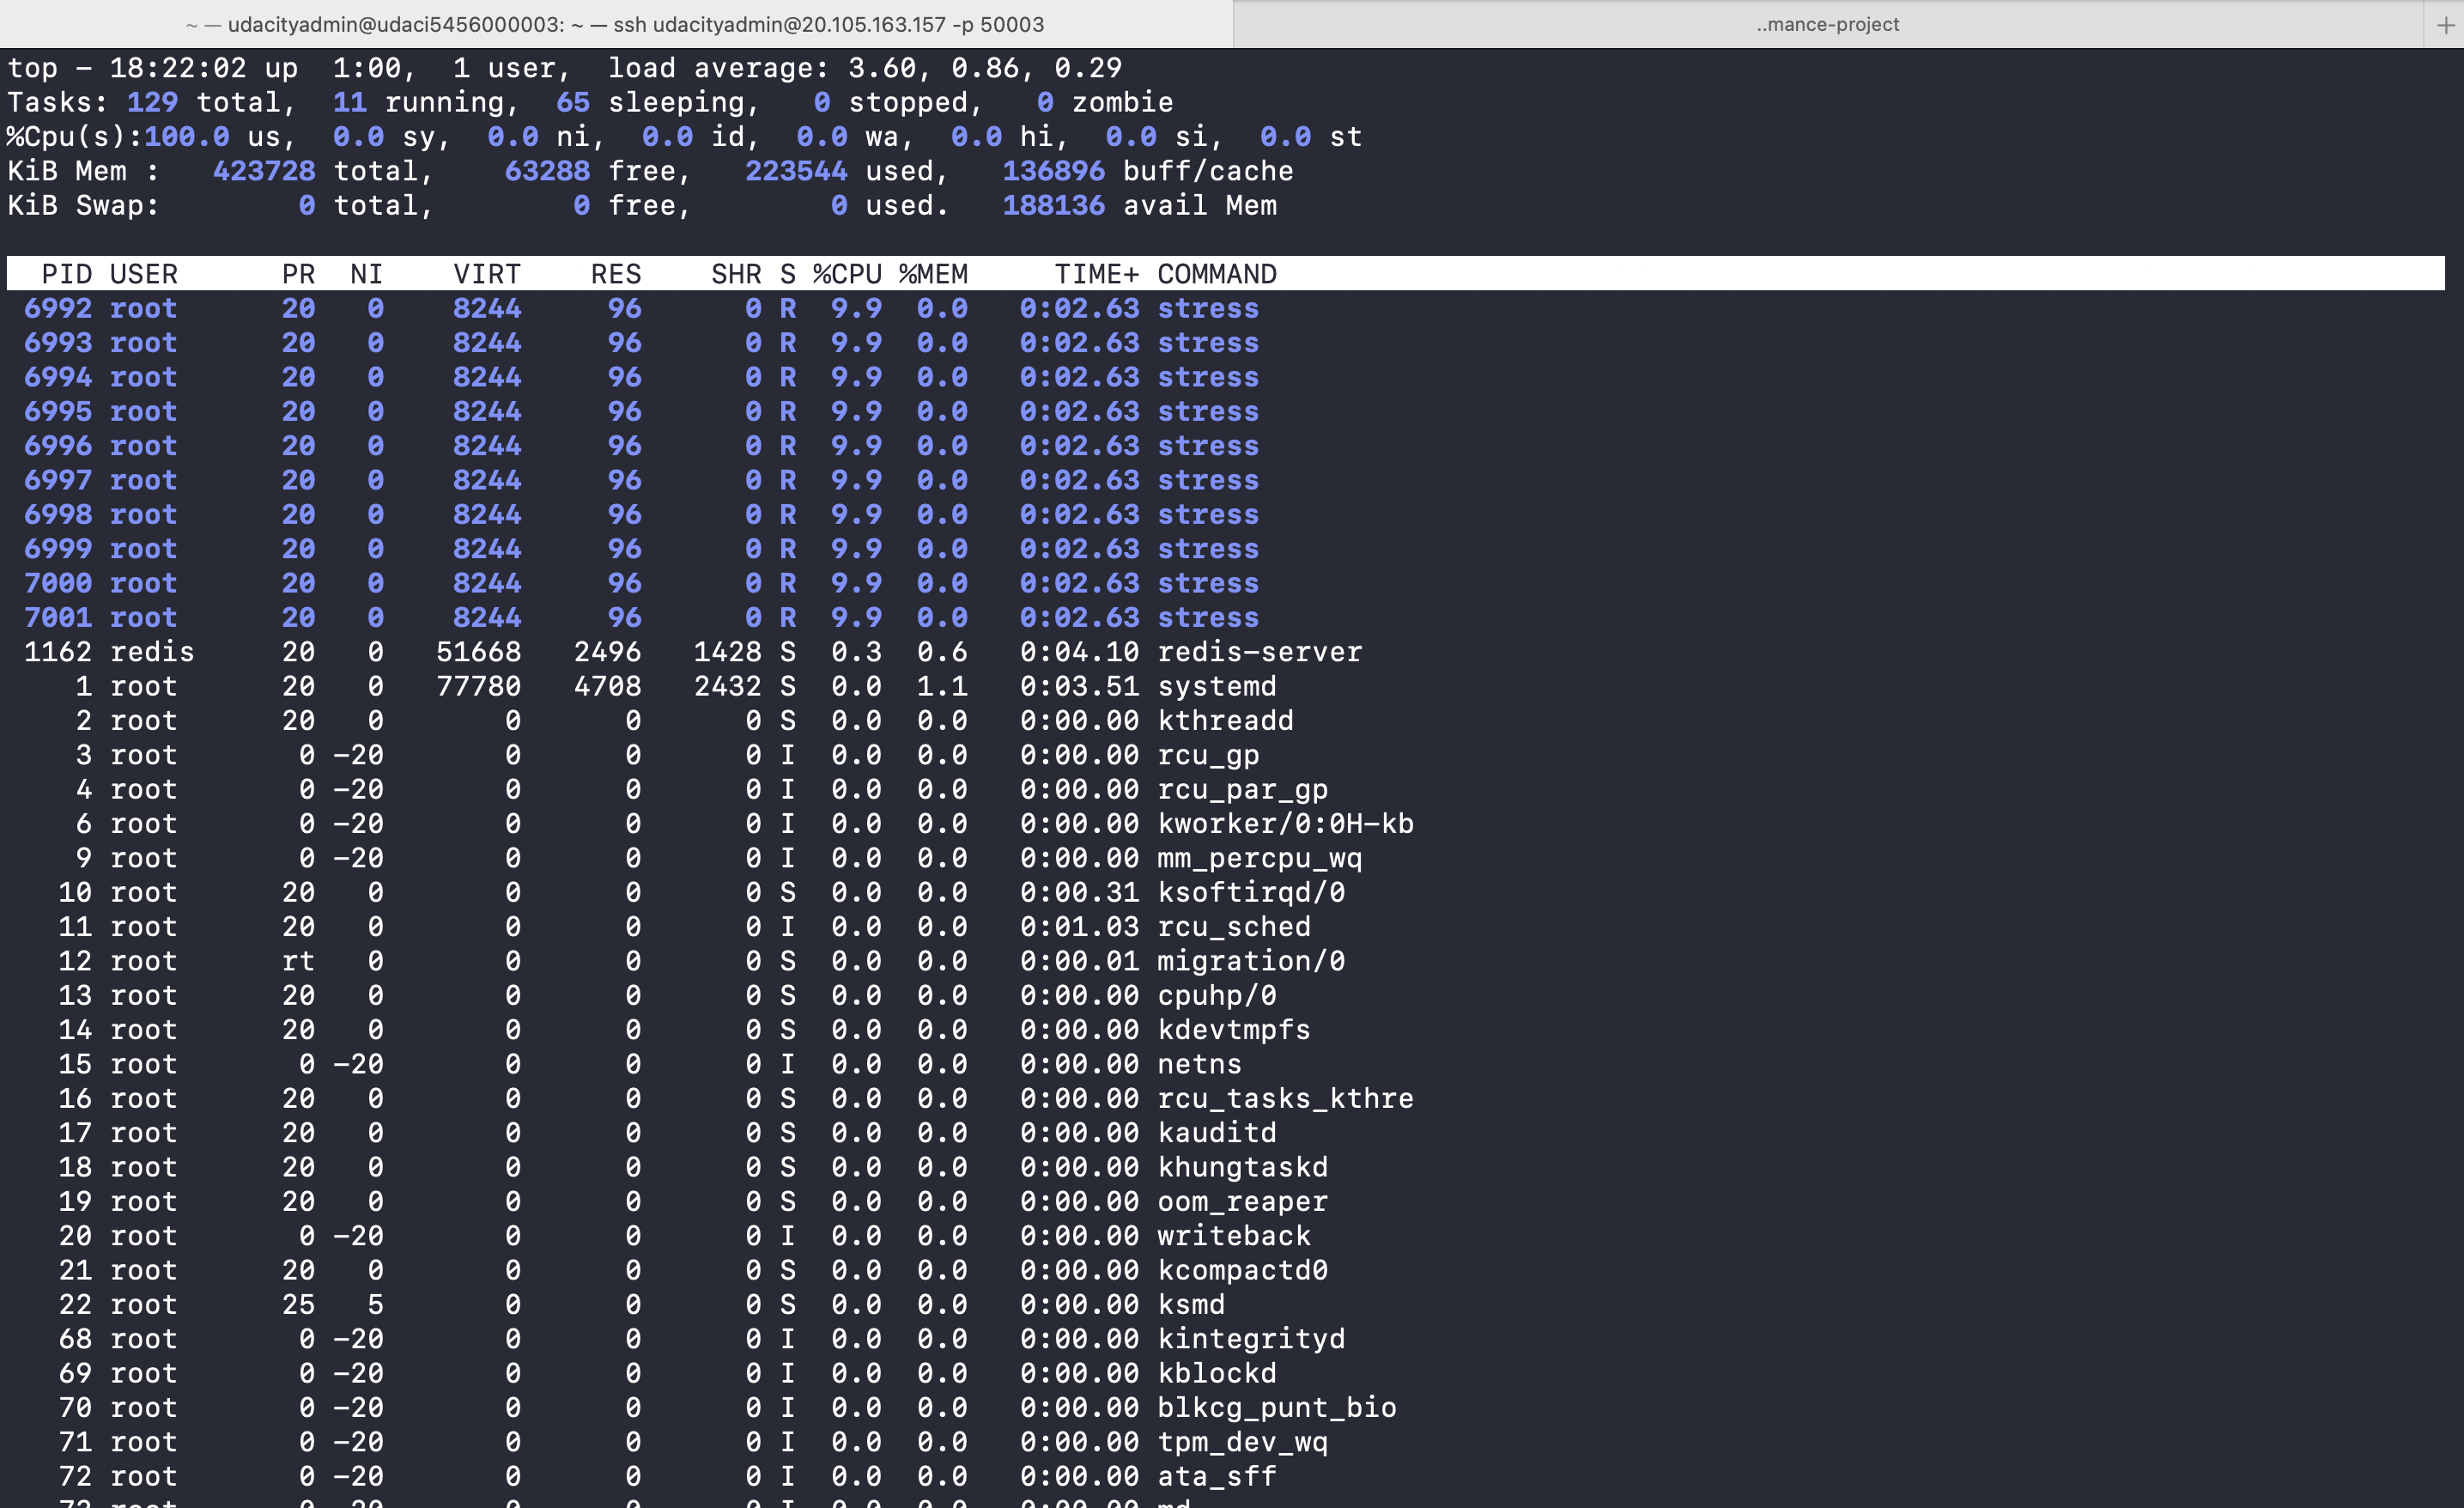 ~ — udacityadmin@udaci5456000003: ~ — ssh udacityadmin@20.105.163.157 -p 50003 ..mance-project +
top - 18:22:02 up  1:00,  1 user,  load average: 3.60, 0.86, 0.29
Tasks: 129 total,  11 running,  65 sleeping,   0 stopped,   0 zombie
%Cpu(s):100.0 us,  0.0 sy,  0.0 ni,  0.0 id,  0.0 wa,  0.0 hi,  0.0 si,  0.0 st
KiB Mem :   423728 total,    63288 free,   223544 used,   136896 buff/cache
KiB Swap:        0 total,        0 free,        0 used.   188136 avail Mem
PID USER PR NI VIRT RES SHR S %CPU %MEM TIME+ COMMAND
6992 root 20 0 8244 96 0 R 9.9 0.0 0:02.63 stress
6993 root 20 0 8244 96 0 R 9.9 0.0 0:02.63 stress
6994 root 20 0 8244 96 0 R 9.9 0.0 0:02.63 stress
6995 root 20 0 8244 96 0 R 9.9 0.0 0:02.63 stress
6996 root 20 0 8244 96 0 R 9.9 0.0 0:02.63 stress
6997 root 20 0 8244 96 0 R 9.9 0.0 0:02.63 stress
6998 root 20 0 8244 96 0 R 9.9 0.0 0:02.63 stress
6999 root 20 0 8244 96 0 R 9.9 0.0 0:02.63 stress
7000 root 20 0 8244 96 0 R 9.9 0.0 0:02.63 stress
7001 root 20 0 8244 96 0 R 9.9 0.0 0:02.63 stress
1162 redis 20 0 51668 2496 1428 S 0.3 0.6 0:04.10 redis-server
1 root 20 0 77780 4708 2432 S 0.0 1.1 0:03.51 systemd
2 root 20 0 0 0 0 S 0.0 0.0 0:00.00 kthreadd
3 root 0 -20 0 0 0 I 0.0 0.0 0:00.00 rcu_gp
4 root 0 -20 0 0 0 I 0.0 0.0 0:00.00 rcu_par_gp
6 root 0 -20 0 0 0 I 0.0 0.0 0:00.00 kworker/0:0H-kb
9 root 0 -20 0 0 0 I 0.0 0.0 0:00.00 mm_percpu_wq
10 root 20 0 0 0 0 S 0.0 0.0 0:00.31 ksoftirqd/0
11 root 20 0 0 0 0 I 0.0 0.0 0:01.03 rcu_sched
12 root rt 0 0 0 0 S 0.0 0.0 0:00.01 migration/0
13 root 20 0 0 0 0 S 0.0 0.0 0:00.00 cpuhp/0
14 root 20 0 0 0 0 S 0.0 0.0 0:00.00 kdevtmpfs
15 root 0 -20 0 0 0 I 0.0 0.0 0:00.00 netns
16 root 20 0 0 0 0 S 0.0 0.0 0:00.00 rcu_tasks_kthre
17 root 20 0 0 0 0 S 0.0 0.0 0:00.00 kauditd
18 root 20 0 0 0 0 S 0.0 0.0 0:00.00 khungtaskd
19 root 20 0 0 0 0 S 0.0 0.0 0:00.00 oom_reaper
20 root 0 -20 0 0 0 I 0.0 0.0 0:00.00 writeback
21 root 20 0 0 0 0 S 0.0 0.0 0:00.00 kcompactd0
22 root 25 5 0 0 0 S 0.0 0.0 0:00.00 ksmd
68 root 0 -20 0 0 0 I 0.0 0.0 0:00.00 kintegrityd
69 root 0 -20 0 0 0 I 0.0 0.0 0:00.00 kblockd
70 root 0 -20 0 0 0 I 0.0 0.0 0:00.00 blkcg_punt_bio
71 root 0 -20 0 0 0 I 0.0 0.0 0:00.00 tpm_dev_wq
72 root 0 -20 0 0 0 I 0.0 0.0 0:00.00 ata_sff